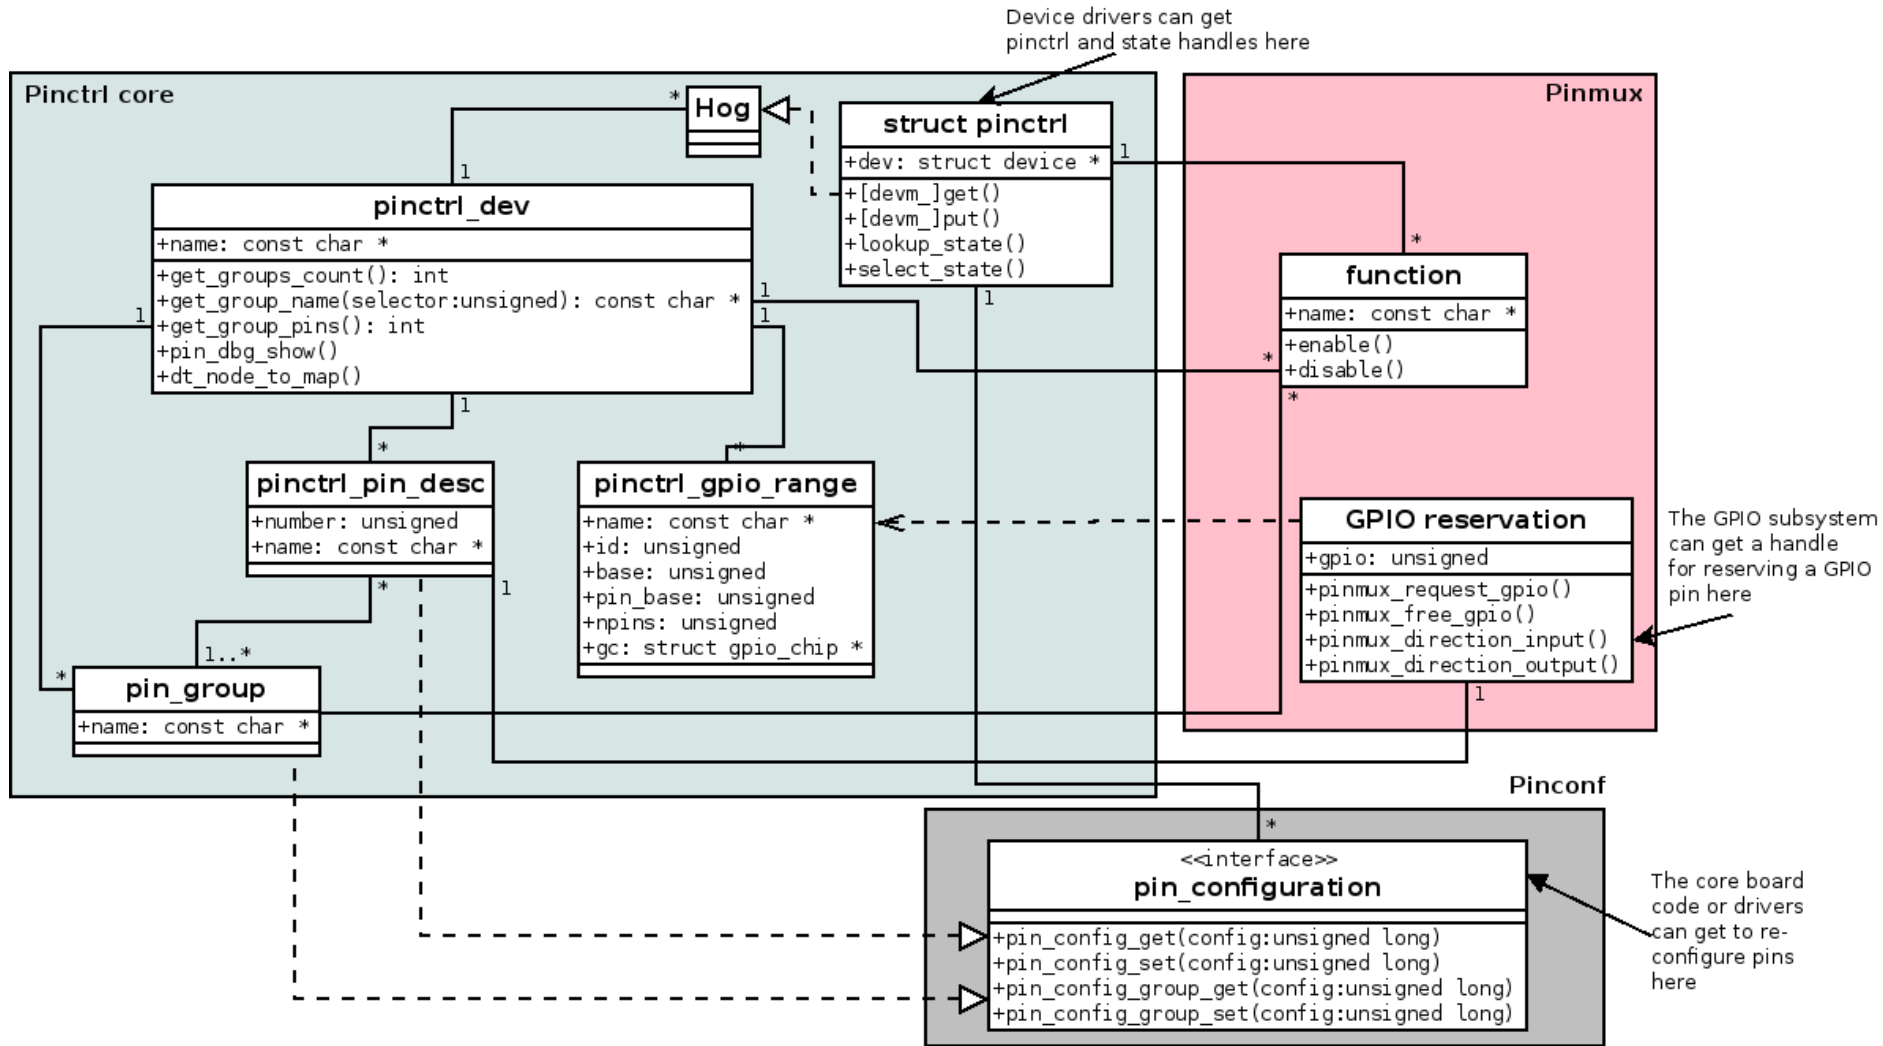 Device drivers can get
pinctrl and state handles here
Pinctrl core
*
Hog
1
struct pinctrl
+dev: struct device *
+[devm_]get()
+[devm_]put()
+lookup_state()
+select_state()
1
1
Pinmux
*
pinctrl_dev
+name: const char *
+get_groups_count(): int
+get_group_name(selector:unsigned): const char *
+get_group_pins(): int
+pin_dbg_show()
+dt_node_to_map()
1
1
1
1
function
+name: const char *
+enable()
+disable()
*
*
*
pinctrl_pin_desc
+number: unsigned
+name: const char *
*
1
*
pinctrl_gpio_range
+name: const char *
+id: unsigned
+base: unsigned
+pin_base: unsigned
+npins: unsigned
+gc: struct gpio_chip *
GPIO reservation
+gpio: unsigned
+pinmux_request_gpio()
+pinmux_free_gpio()
+pinmux_direction_input()
+pinmux_direction_output()
1
The GPIO subsystem
can get a handle
for reserving a GPIO
pin here
1..*
*
pin_group
+name: const char *
Pinconf
*
<<interface>>
pin_configuration
+pin_config_get(config:unsigned long)
+pin_config_set(config:unsigned long)
+pin_config_group_get(config:unsigned long)
+pin_config_group_set(config:unsigned long)
The core board
code or drivers
can get to re-
configure pins
here